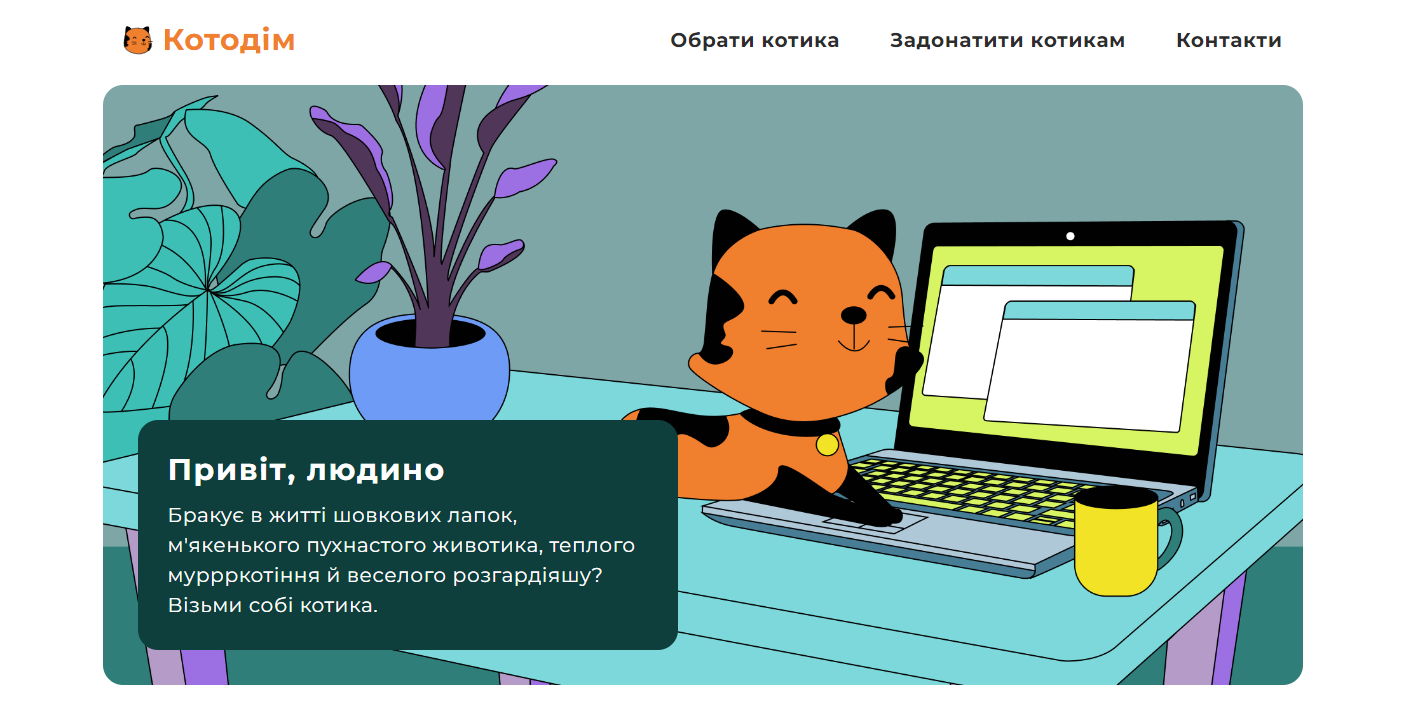 Котодім
Обрати котика
Задонатити котикам
Контакти
Привіт, людино
Бракує в житті шовкових лапок,
м'якенького пухнастого животика, теплого
муррркотіння й веселого розгардіяшу?
Візьми собі котика.